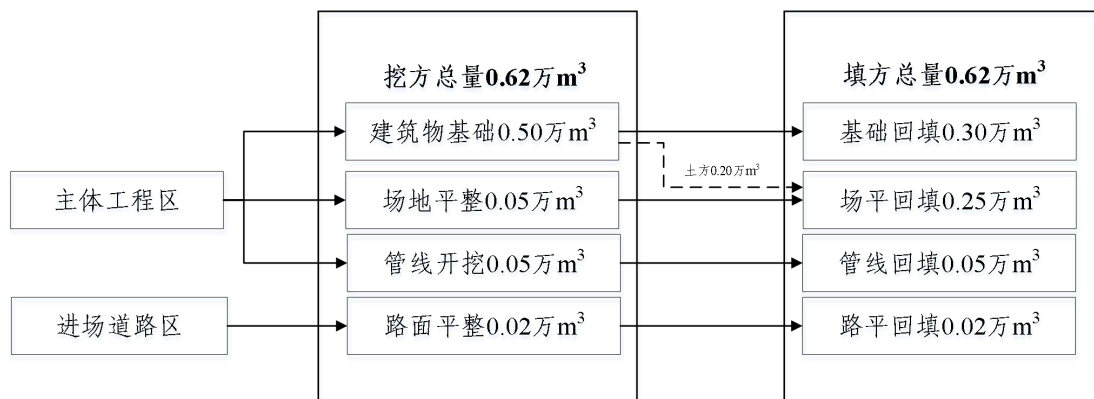 挖方总量0.62万m³
填方总量0.62万m³
建筑物基础0.50万m³
基础回填0.30万m³
土方0.20万m³
主体工程区
场地平整0.05万m³
场平回填0.25万m³
管线开挖0.05万m³
管线回填0.05万m³
进场道路区
路面平整0.02万m³
路平回填0.02万m³